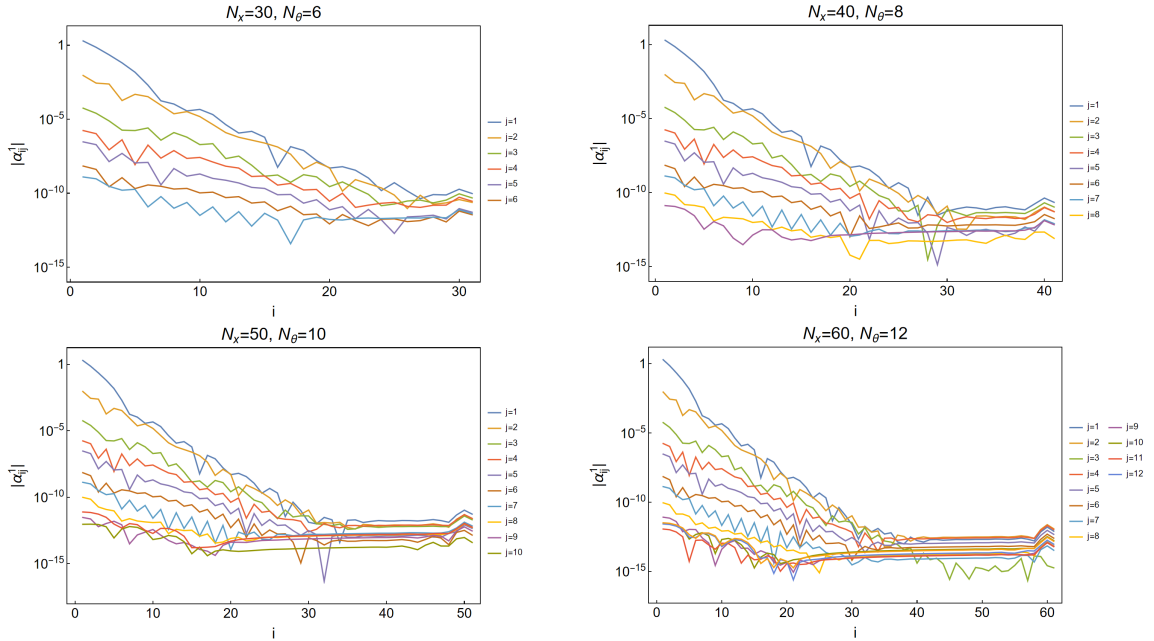 Nx=30, Nθ=6
|α¹ij|
1
10⁻⁵
10⁻¹⁰
10⁻¹⁵
0 10 20 30
i
j=1
j=2
j=3
j=4
j=5
j=6
Nx=40, Nθ=8
|α¹ij|
1
10⁻⁵
10⁻¹⁰
10⁻¹⁵
0 10 20 30 40
i
j=1
j=2
j=3
j=4
j=5
j=6
j=7
j=8
Nx=50, Nθ=10
|α¹ij|
1
10⁻⁵
10⁻¹⁰
10⁻¹⁵
0 10 20 30 40 50
i
j=1
j=2
j=3
j=4
j=5
j=6
j=7
j=8
j=9
j=10
Nx=60, Nθ=12
|α¹ij|
1
10⁻⁵
10⁻¹⁰
10⁻¹⁵
0 10 20 30 40 50 60
i
j=1 j=9
j=2 j=10
j=3 j=11
j=4 j=12
j=5
j=6
j=7
j=8